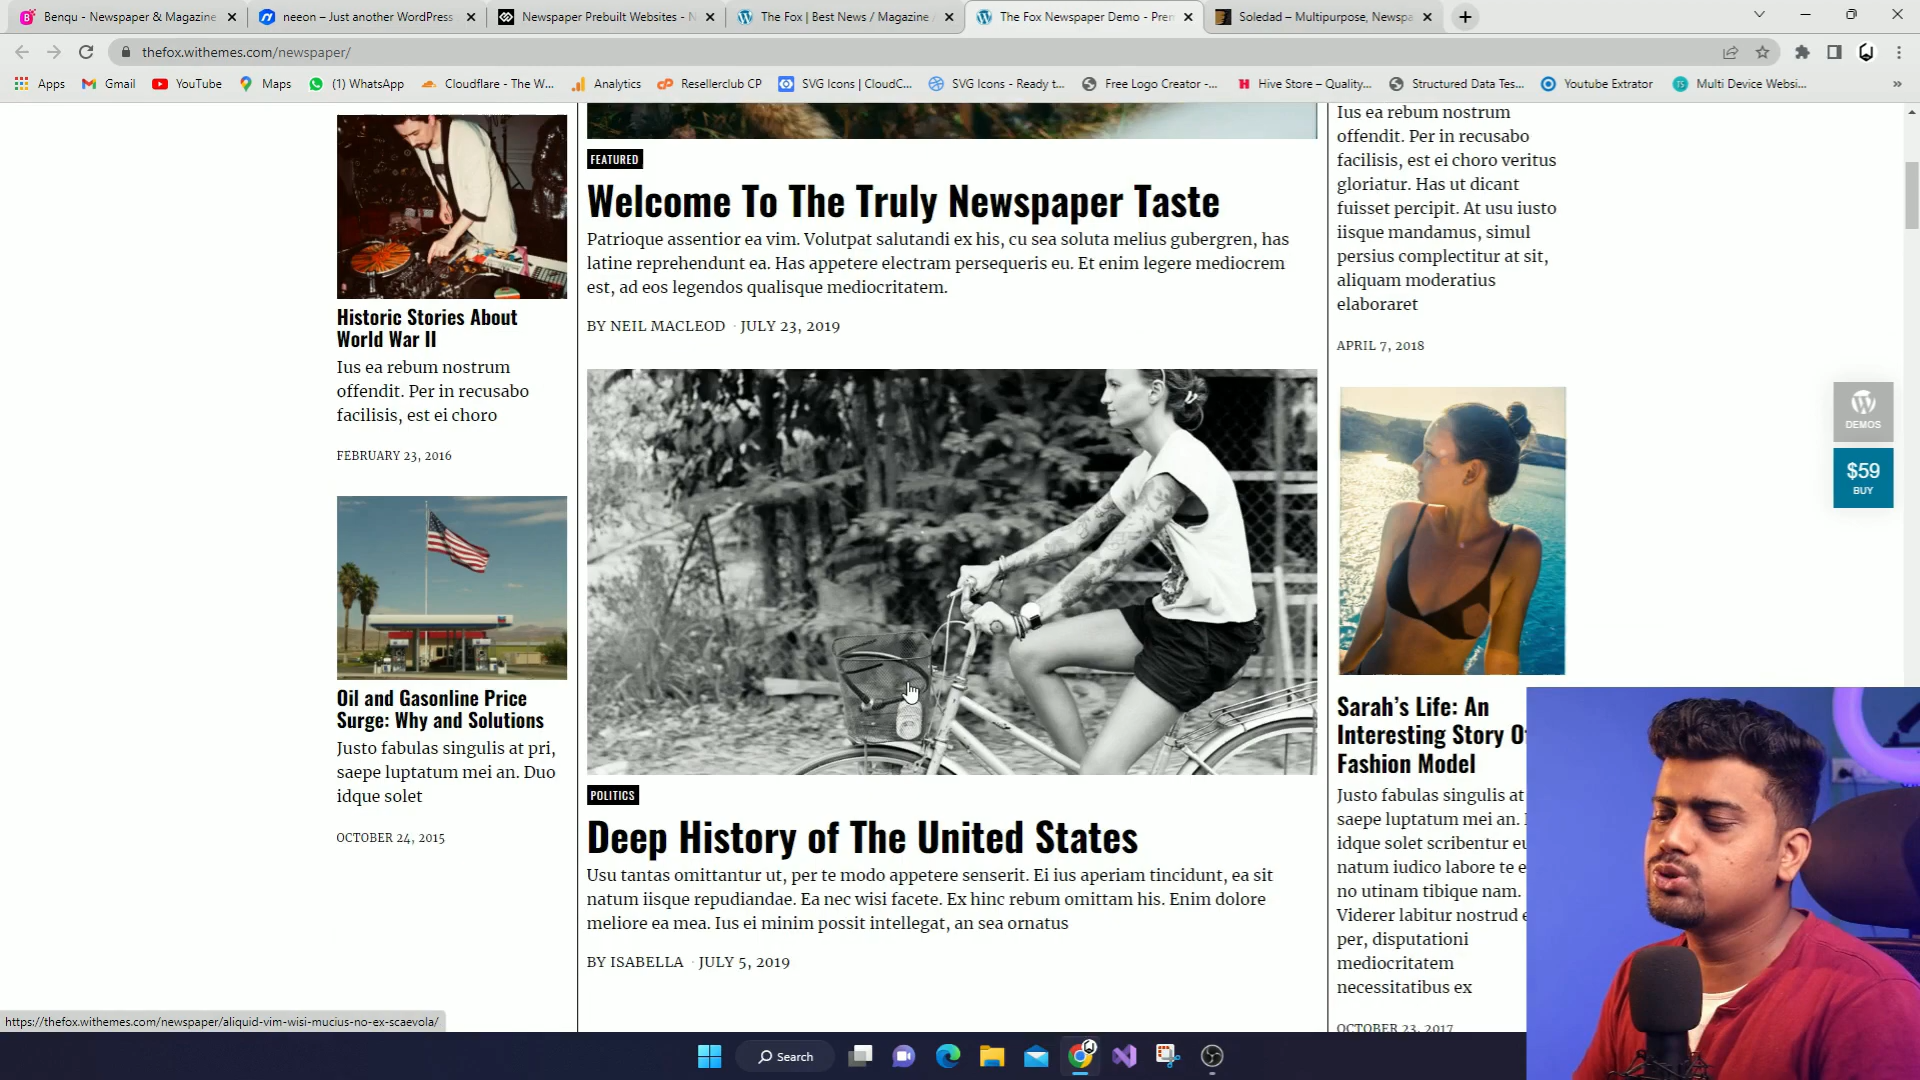 Benqu - Newspaper & Magazine
neeon – Just another WordPress
Newspaper Prebuilt Websites - N
The Fox | Best News / Magazine /
The Fox Newspaper Demo - Pren
Soledad – Multipurpose, Newspa
thefox.withemes.com/newspaper/
Apps
Gmail
YouTube
Maps
(1) WhatsApp
Cloudflare - The W...
Analytics
Resellerclub CP
SVG Icons | CloudC...
SVG Icons - Ready t...
Free Logo Creator -...
Hive Store – Quality...
Structured Data Tes...
Youtube Extrator
Multi Device Websi...
Historic Stories About
World War II
Ius ea rebum nostrum
offendit. Per in recusabo
facilisis, est ei choro
FEBRUARY 23, 2016
Oil and Gasonline Price
Surge: Why and Solutions
Justo fabulas singulis at pri,
saepe luptatum mei an. Duo
idque solet
OCTOBER 24, 2015
FEATURED
Welcome To The Truly Newspaper Taste
Patrioque assentior ea vim. Volutpat salutandi ex his, cu sea soluta melius gubergren, has
latine reprehendunt ea. Has appetere electram persequeris eu. Et enim legere mediocrem
est, ad eos legendos qualisque mediocritatem.
BY NEIL MACLEOD · JULY 23, 2019
POLITICS
Deep History of The United States
Usu tantas omittantur ut, per te modo appetere senserit. Ei ius aperiam tincidunt, ea sit
natum iisque repudiandae. Ea nec wisi facete. Ex hinc rebum omittam his. Enim dolore
meliore ea mea. Ius ei minim possit intellegat, an sea ornatus
BY ISABELLA · JULY 5, 2019
Ius ea rebum nostrum
offendit. Per in recusabo
facilisis, est ei choro veritus
gloriatur. Has ut dicant
fuisset percipit. At usu iusto
iisque mandamus, simul
persius complectitur at sit,
aliquam moderatius
elaboraret
APRIL 7, 2018
Sarah’s Life: An
Interesting Story O
Fashion Model
Justo fabulas singulis at
saepe luptatum mei an.
idque solet scribentur eu
natum iudico labore te e
no utinam tibique nam.
Viderer labitur nostrud e
per, disputationi
mediocritatem
necessitatibus ex
OCTOBER 23, 2017
DEMOS
$59
BUY
https://thefox.withemes.com/newspaper/aliquid-vim-wisi-mucius-no-ex-scaevola/
Search